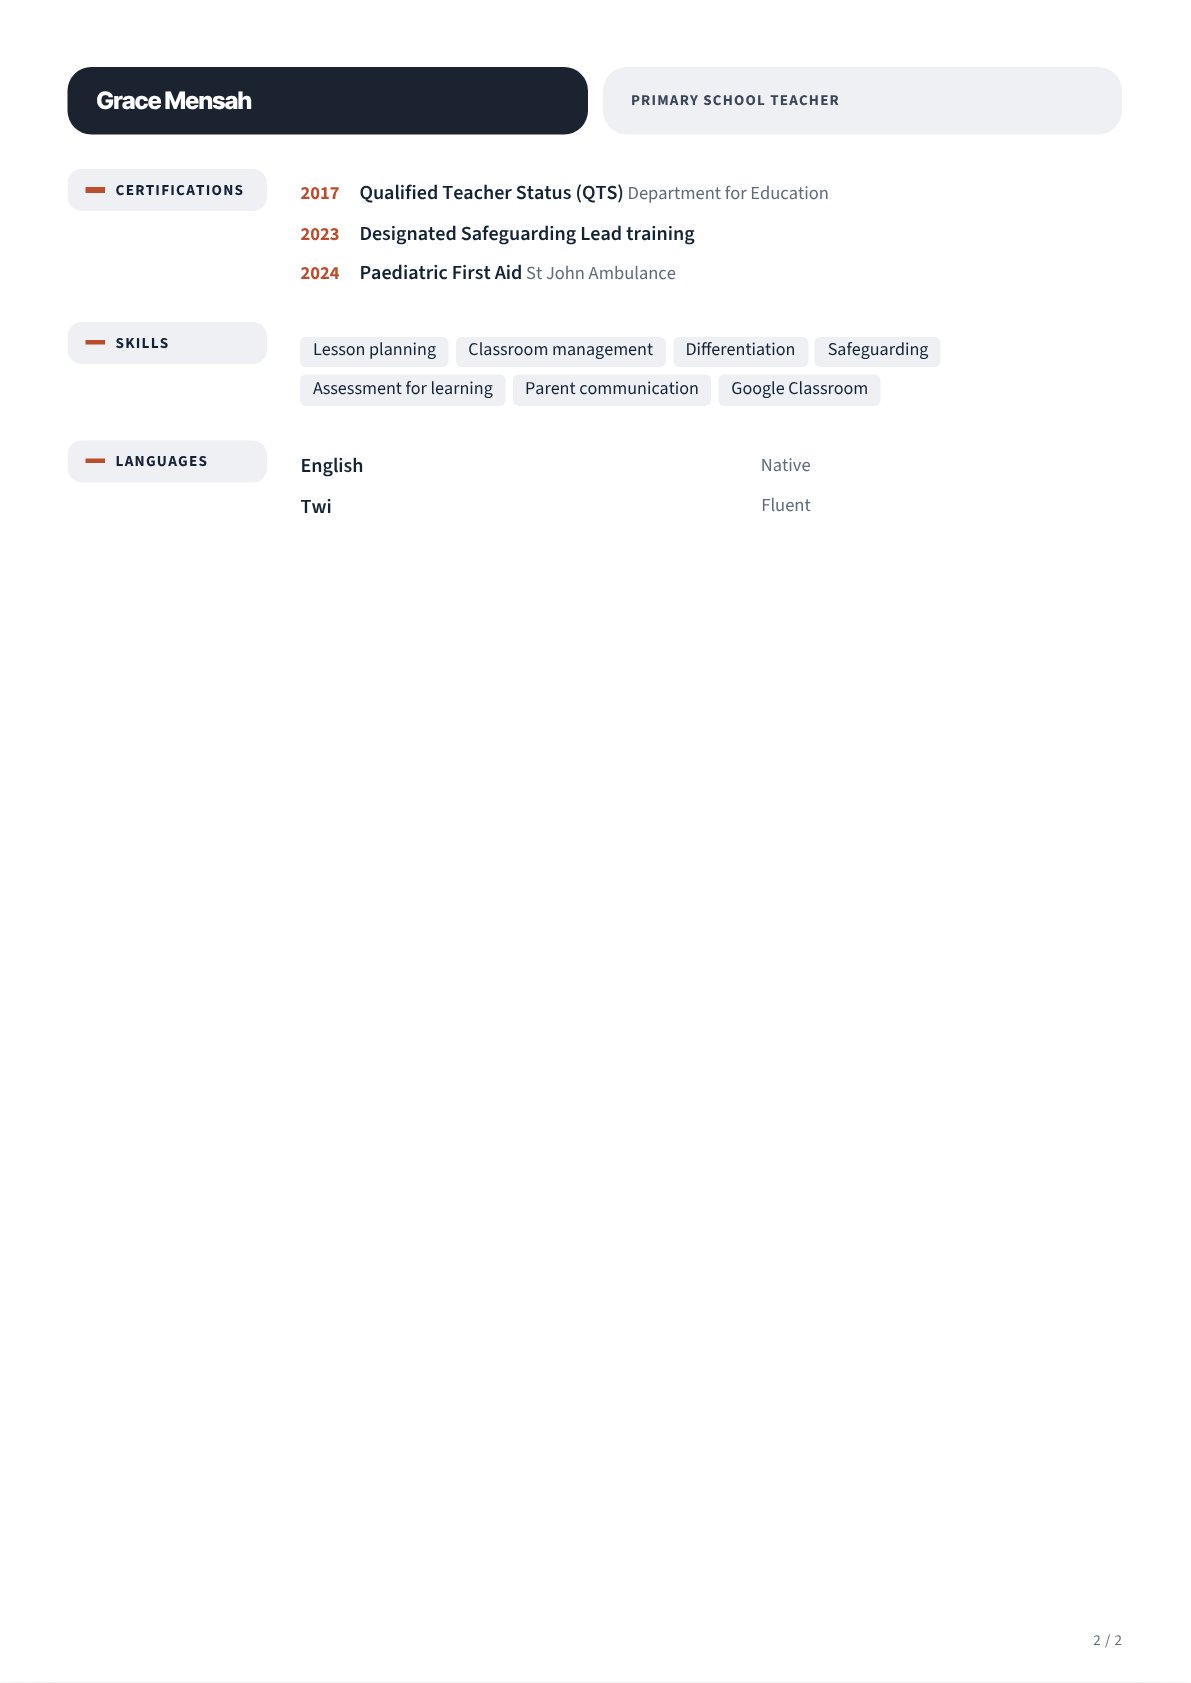 Grace Mensah
PRIMARY SCHOOL TEACHER
CERTIFICATIONS
2017 Qualified Teacher Status (QTS) Department for Education
2023 Designated Safeguarding Lead training
2024 Paediatric First Aid St John Ambulance
SKILLS
Lesson planning Classroom management Differentiation Safeguarding
Assessment for learning Parent communication Google Classroom
LANGUAGES
English Native
Twi Fluent
2 / 2